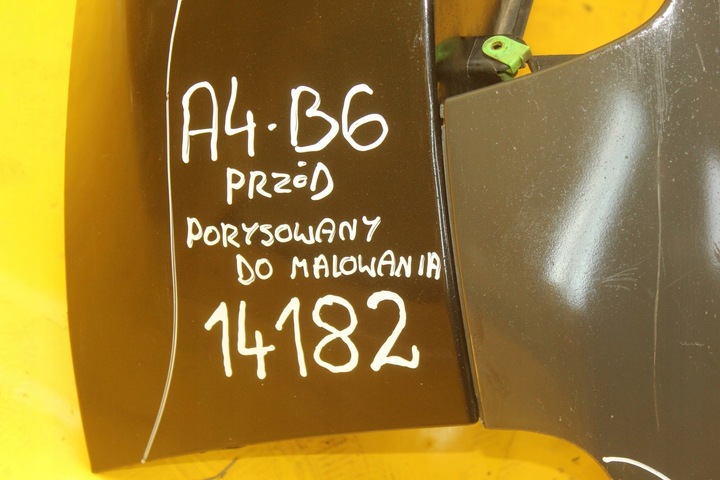 A4·B6
PRZÓD
PORYSOWANY
DO MALOWANIA
14182